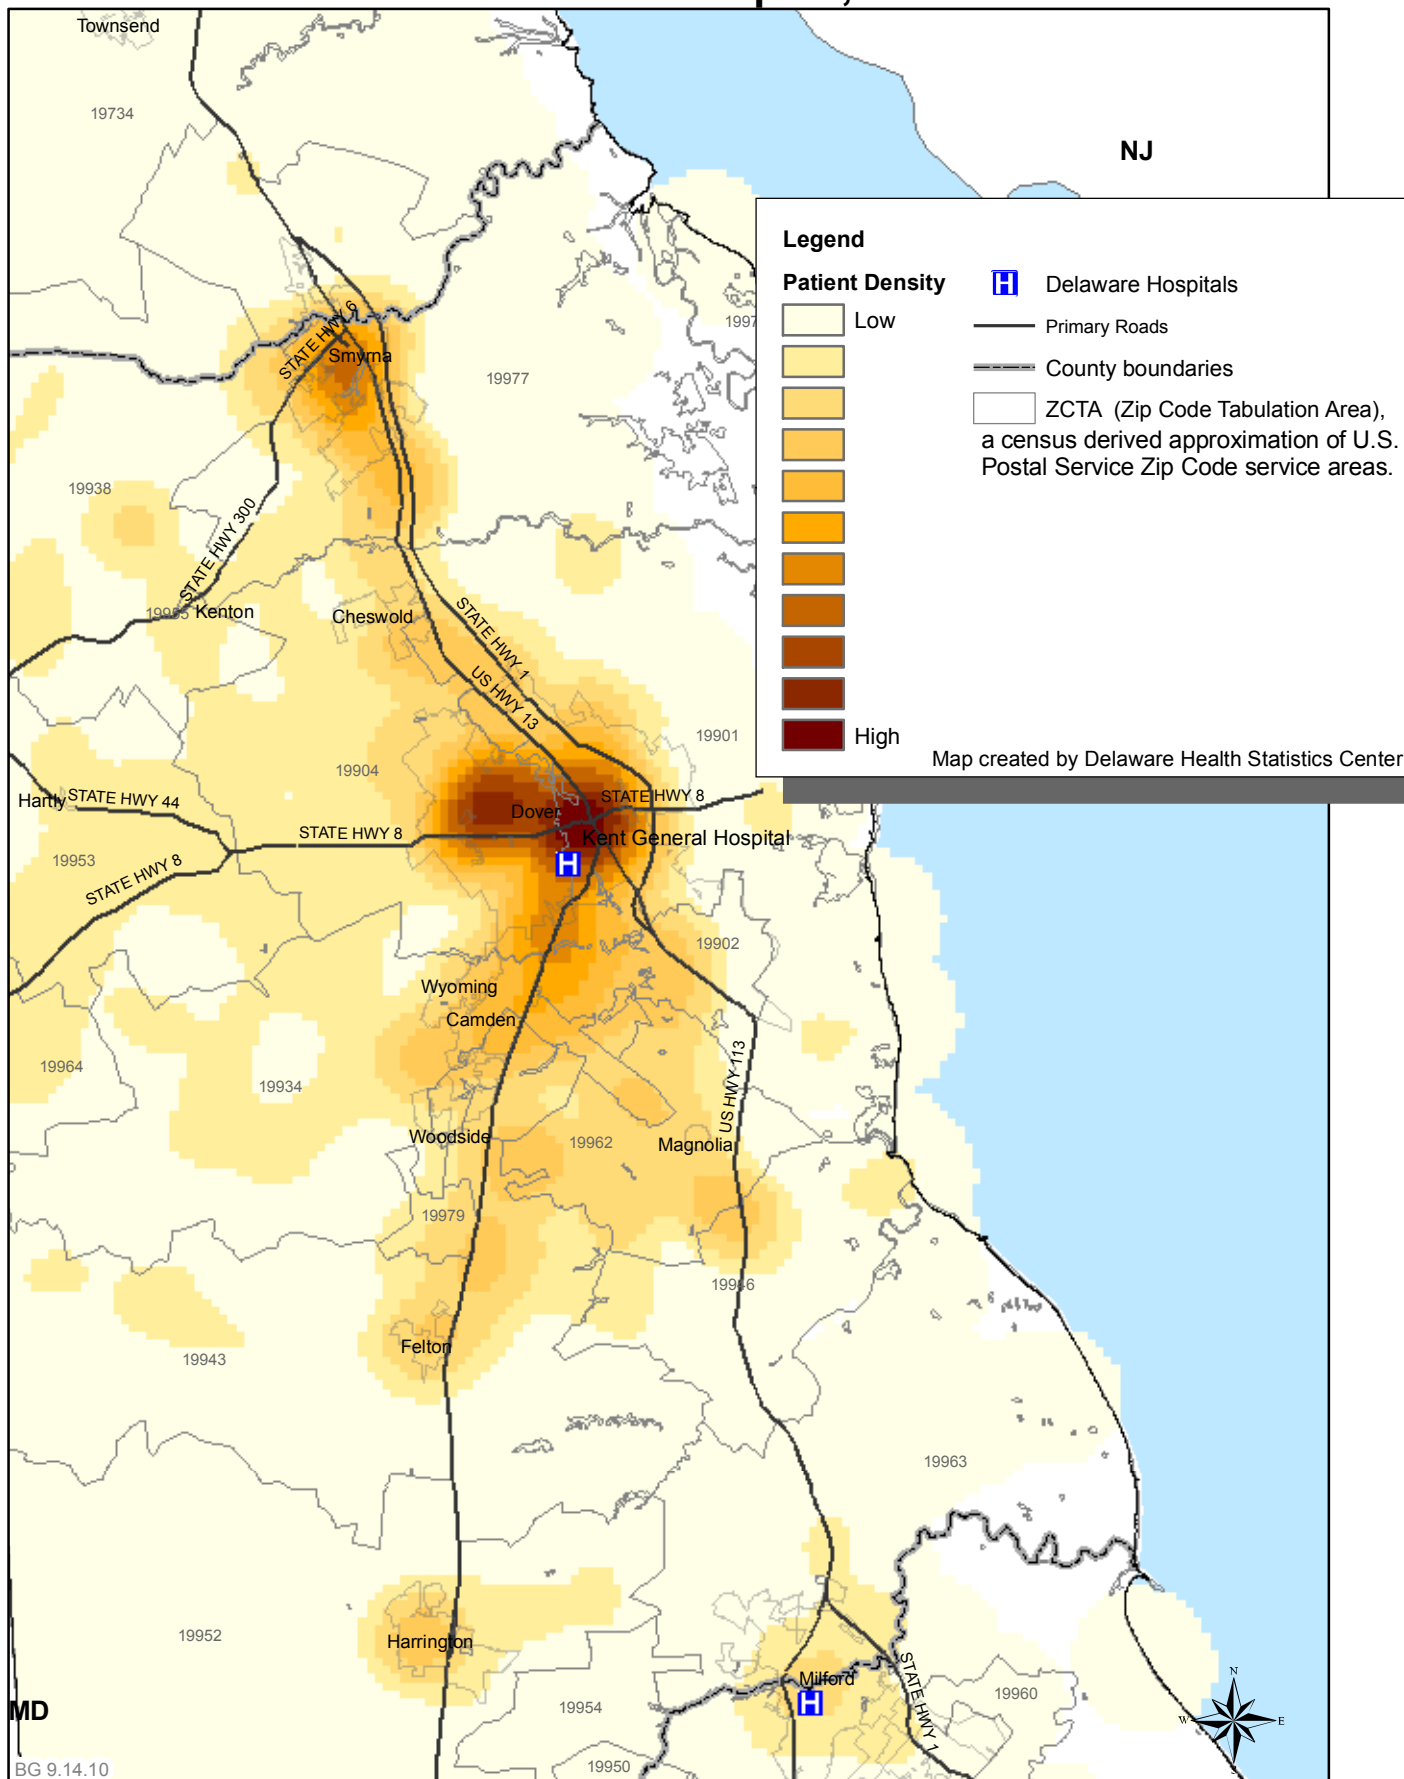 Townsend
19734
NJ
Legend
Patient Density
Low
High
H
Delaware Hospitals
Primary Roads
County boundaries
ZCTA (Zip Code Tabulation Area),
a census derived approximation of U.S.
Postal Service Zip Code service areas.
Map created by Delaware Health Statistics Center
STATE HWY 6
Smyrna
19977
19938
STATE HWY 300
19955
Kenton
Cheswold
STATE HWY 1
US HWY 13
19901
19904
Hartly
STATE HWY 44
Dover
STATE HWY 8
STATE HWY 8
Kent General Hospital
19953
STATE HWY 8
H
19902
Wyoming
Camden
19964
19934
US HWY 113
Woodside
19962
Magnolia
19979
19946
Felton
19943
19963
19952
Harrington
Milford
H
STATE HWY 1
19954
19960
MD
19950
N
W
E
BG 9.14.10